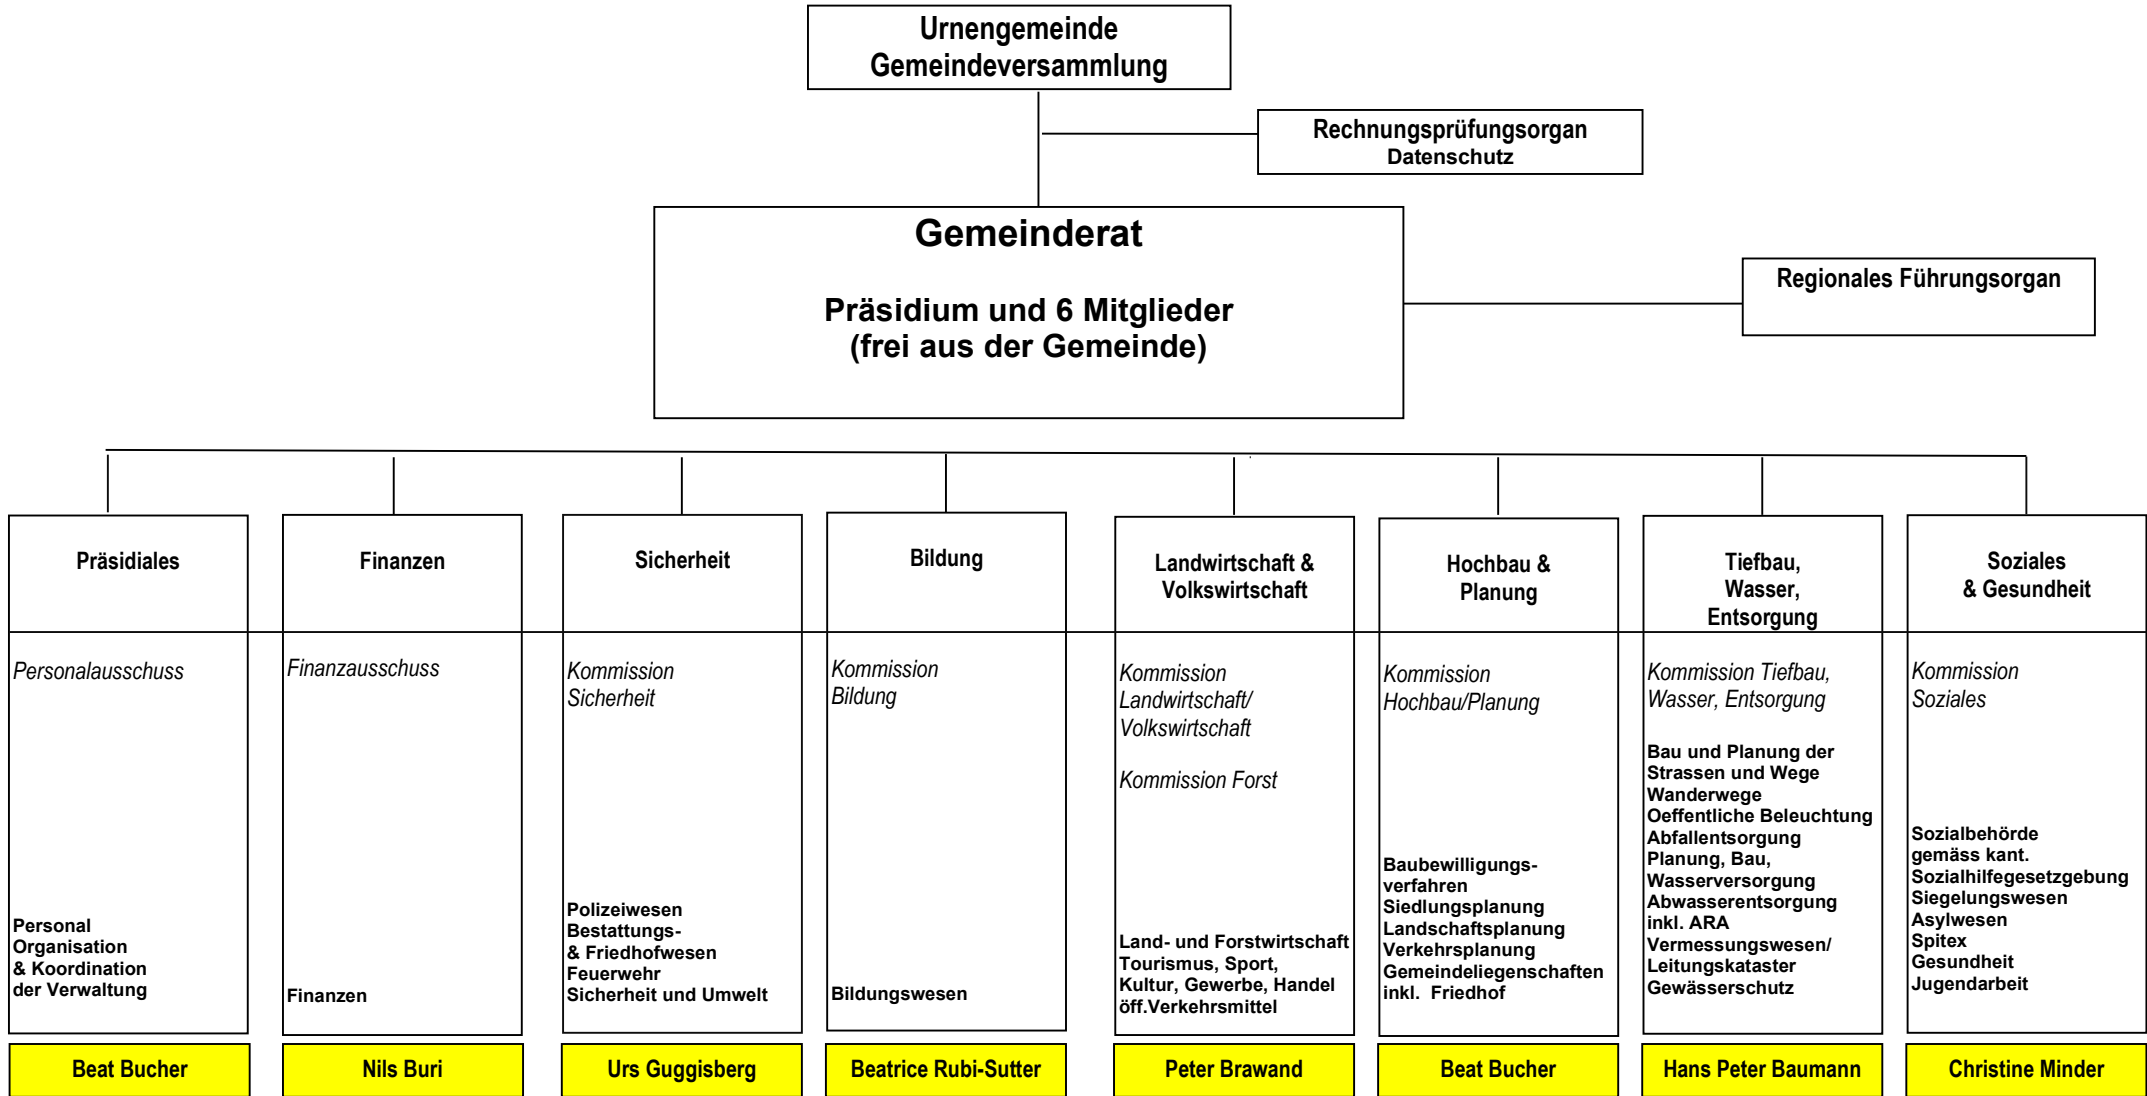 Urnengemeinde
Gemeindeversammlung
Rechnungsprüfungsorgan
Datenschutz
Gemeinderat
Präsidium und 6 Mitglieder
(frei aus der Gemeinde)
Regionales Führungsorgan
Präsidiales
Personalausschuss
Personal
Organisation
& Koordination
der Verwaltung
Beat Bucher
Finanzen
Finanzausschuss
Finanzen
Nils Buri
Sicherheit
Kommission
Sicherheit
Polizeiwesen
Bestattungs-
& Friedhofwesen
Feuerwehr
Sicherheit und Umwelt
Urs Guggisberg
Bildung
Kommission
Bildung
Bildungswesen
Beatrice Rubi-Sutter
Landwirtschaft &
Volkswirtschaft
Kommission
Landwirtschaft/
Volkswirtschaft
Kommission Forst
Land- und Forstwirtschaft
Tourismus, Sport,
Kultur, Gewerbe, Handel
öff.Verkehrsmittel
Peter Brawand
Hochbau &
Planung
Kommission
Hochbau/Planung
Baubewilligungs-
verfahren
Siedlungsplanung
Landschaftsplanung
Verkehrsplanung
Gemeindeliegenschaften
inkl. Friedhof
Beat Bucher
Tiefbau,
Wasser,
Entsorgung
Kommission Tiefbau,
Wasser, Entsorgung
Bau und Planung der
Strassen und Wege
Wanderwege
Oeffentliche Beleuchtung
Abfallentsorgung
Planung, Bau,
Wasserversorgung
Abwasserentsorgung
inkl. ARA
Vermessungswesen/
Leitungskataster
Gewässerschutz
Hans Peter Baumann
Soziales
& Gesundheit
Kommission
Soziales
Sozialbehörde
gemäss kant.
Sozialhilfegesetzgebung
Siegelungswesen
Asylwesen
Spitex
Gesundheit
Jugendarbeit
Christine Minder